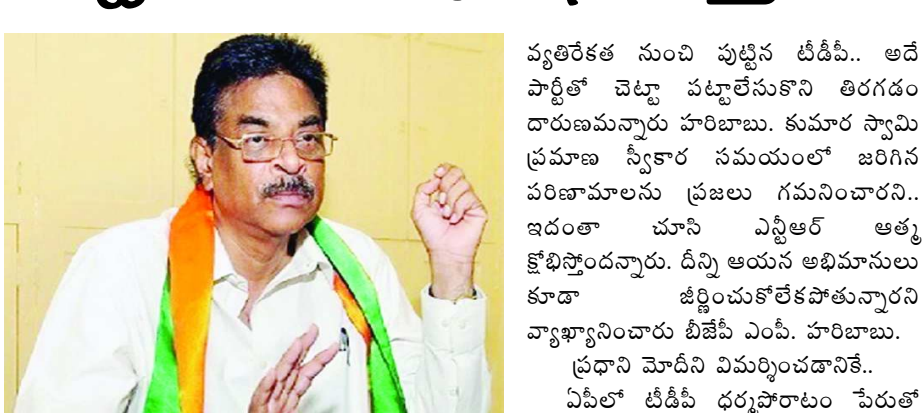 వ్యతిరేకత నుంచి పుట్టిన టీడీపీ.. అదే
పార్టీతో చెట్టా పట్టాలేసుకొని తిరగడం
దారుణమన్నారు హరిబాబు. కుమార స్వామి
ప్రమాణ స్వీకార సమయంలో జరిగిన
పరిణామాలను ప్రజలు గమనించారని..
ఇదంతా చూసి ఎన్టీఆర్ ఆత్మ
క్షోభిస్తోందన్నారు. దీన్ని ఆయన అభిమానులు
కూడా జీర్ణించుకోలేకపోతున్నారని
వ్యాఖ్యానించారు బీజేపీ ఎంపీ. హరిబాబు.
ప్రధాని మోదీని విమర్శించడానికే..
ఏపీలో టీడీపీ ధర్మపోరాటం పేరుతో